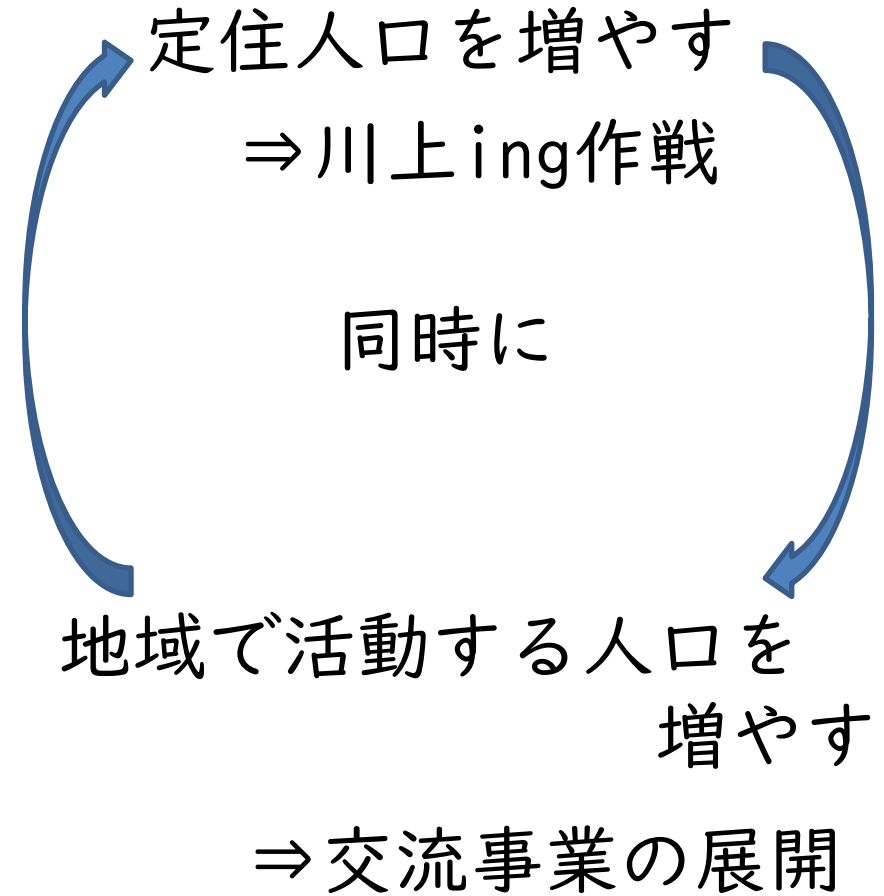 定住人口を増やす
⇒川上ing作戦
同時に
地域で活動する人口を
増やす
⇒交流事業の展開